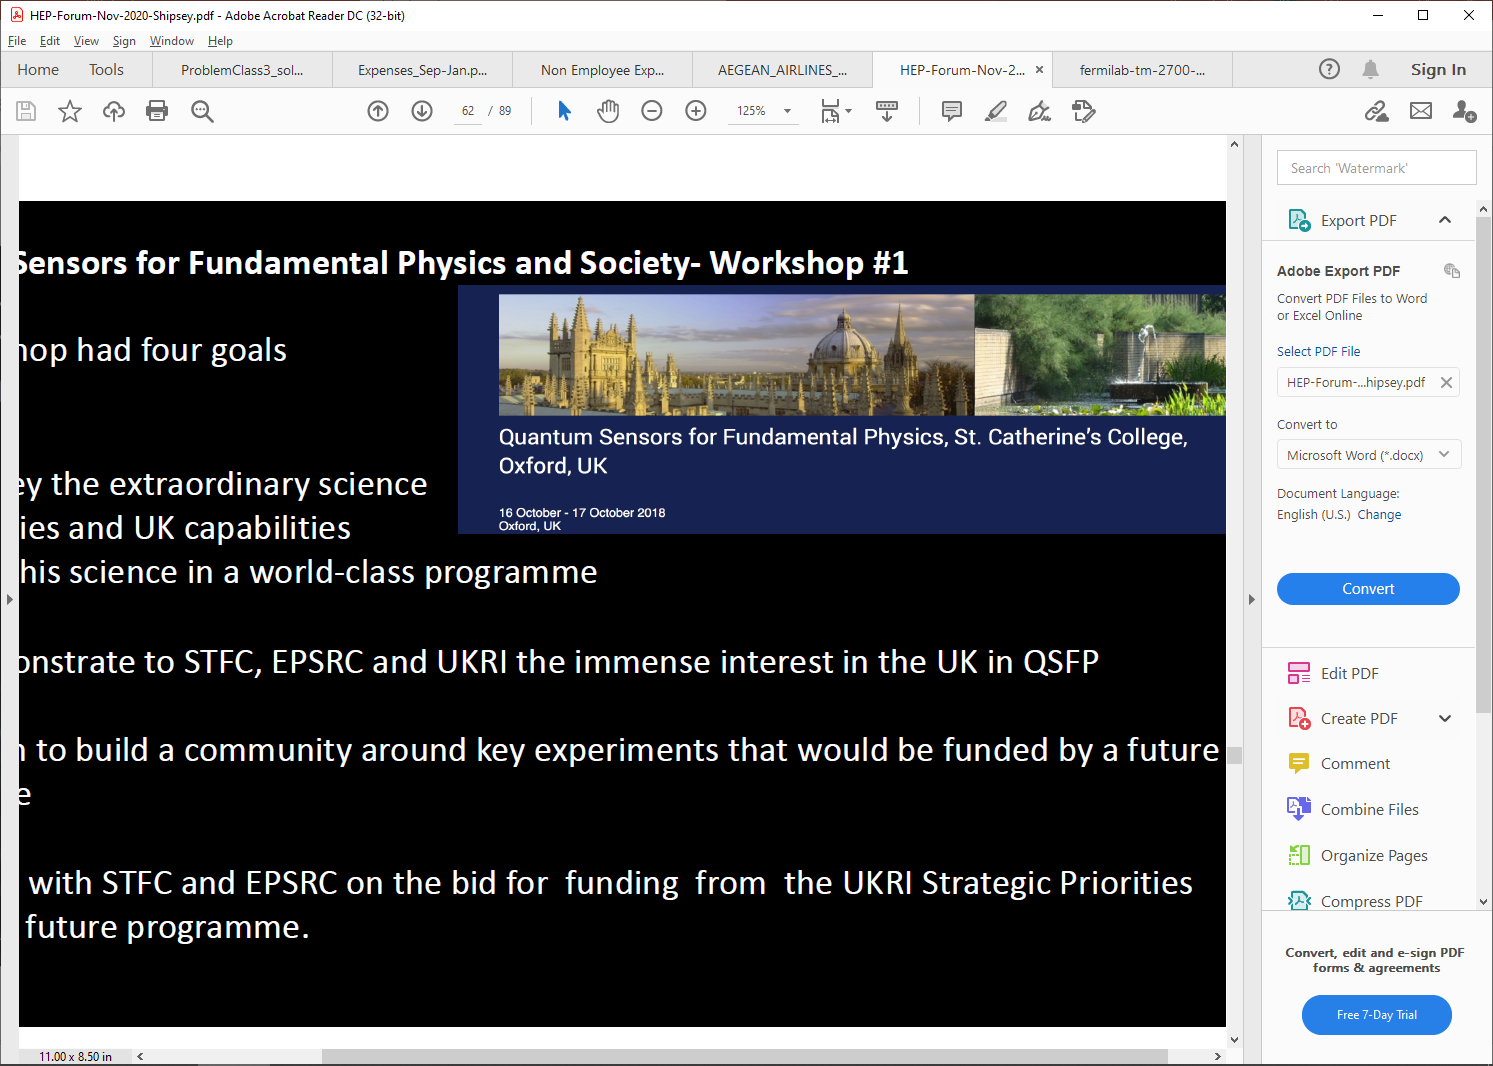 HEP-Forum-Nov-2020-Shipsey.pdf - Adobe Acrobat Reader DC (32-bit)
File Edit View Sign Window Help
Home Tools ProblemClass3_sol... Expenses_Sep-Jan.p... Non Employee Exp... AEGEAN_AIRLINES_... HEP-Forum-Nov-2... × fermilab-tm-2700-... Sign In
62 / 89 125%
Sensors for Fundamental Physics and Society- Workshop #1
hop had four goals
Quantum Sensors for Fundamental Physics, St. Catherine's College,
Oxford, UK
16 October - 17 October 2018
Oxford, UK
ey the extraordinary science
ies and UK capabilities
his science in a world-class programme
onstrate to STFC, EPSRC and UKRI the immense interest in the UK in QSFP
n to build a community around key experiments that would be funded by a future
e
with STFC and EPSRC on the bid for funding from the UKRI Strategic Priorities
future programme.
11.00 x 8.50 in
Search 'Watermark'
Export PDF
Adobe Export PDF
Convert PDF Files to Word
or Excel Online
Select PDF File
HEP-Forum-...hipsey.pdf
Convert to
Microsoft Word (*.docx)
Document Language:
English (U.S.) Change
Convert
Edit PDF
Create PDF
Comment
Combine Files
Organize Pages
Compress PDF
Convert, edit and e-sign PDF
forms & agreements
Free 7-Day Trial